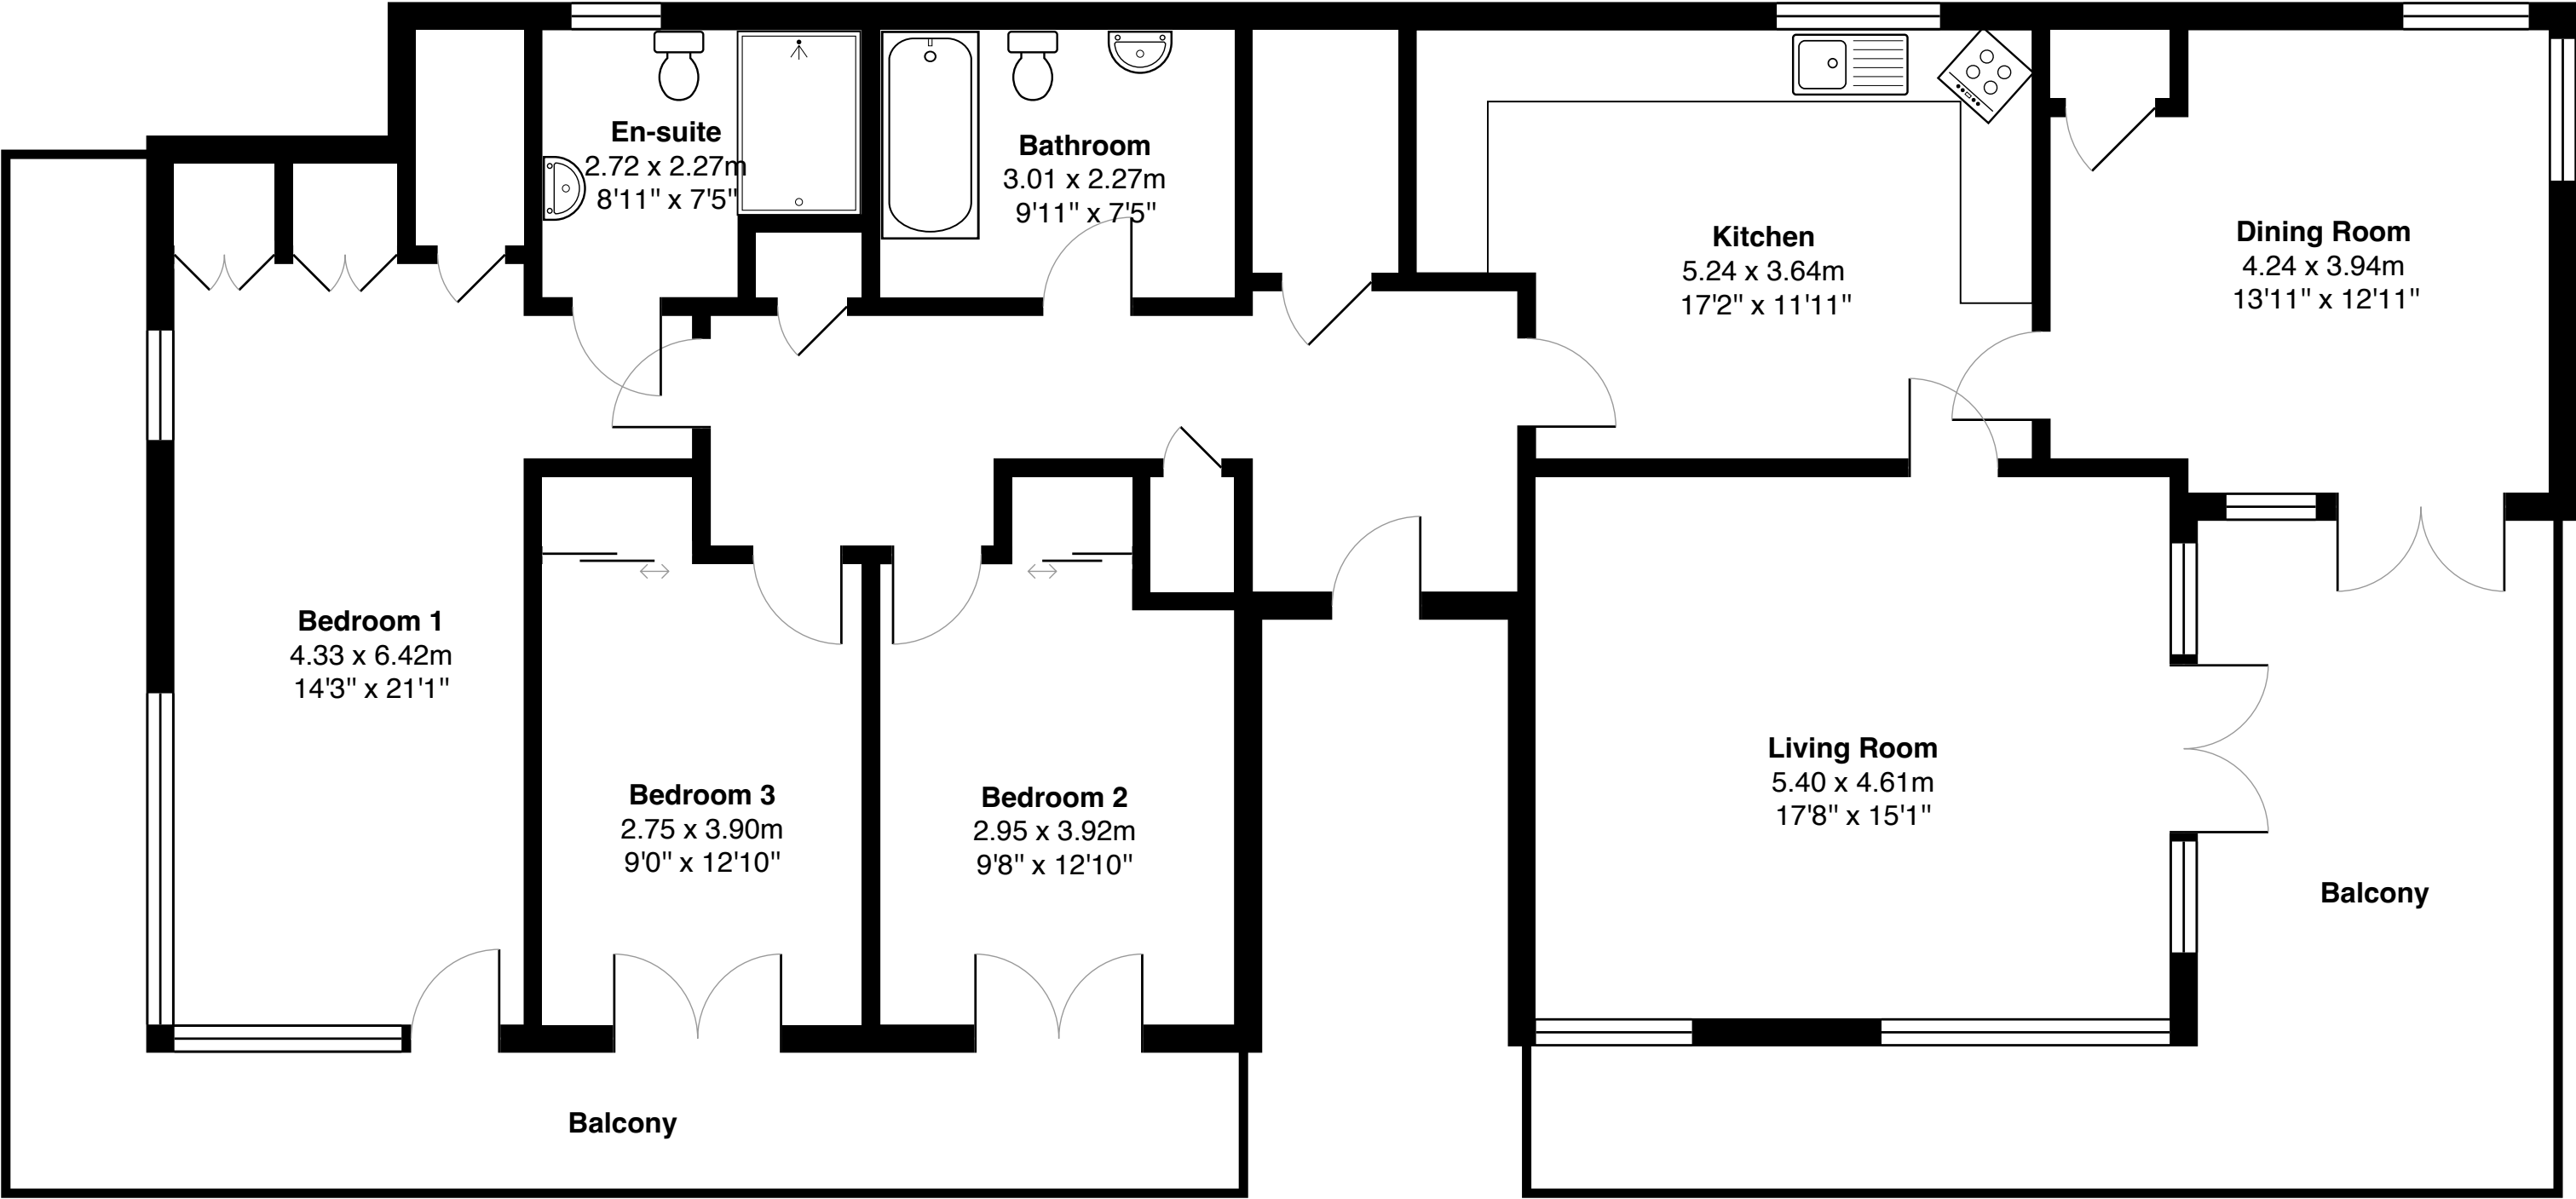 En-suite
2.72 x 2.27m
8'11" x 7'5"
Bathroom
3.01 x 2.27m
9'11" x 7'5"
Kitchen
5.24 x 3.64m
17'2" x 11'11"
Dining Room
4.24 x 3.94m
13'11" x 12'11"
Bedroom 1
4.33 x 6.42m
14'3" x 21'1"
Bedroom 3
2.75 x 3.90m
9'0" x 12'10"
Bedroom 2
2.95 x 3.92m
9'8" x 12'10"
Living Room
5.40 x 4.61m
17'8" x 15'1"
Balcony
Balcony